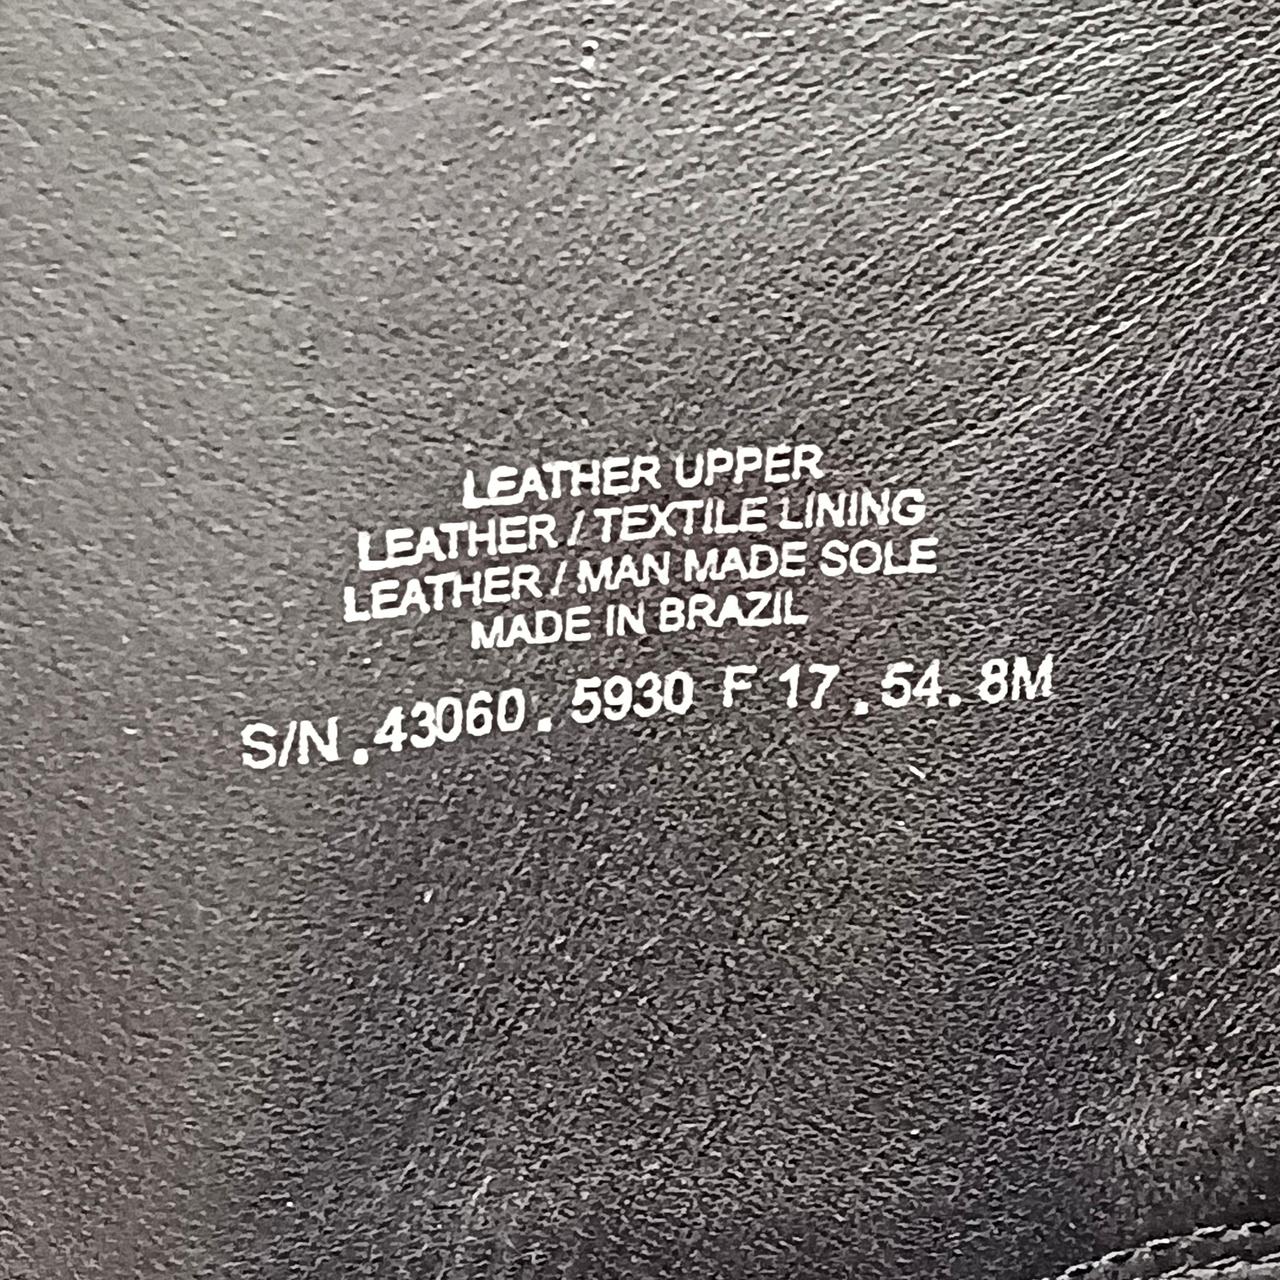 LEATHER UPPER
LEATHER / TEXTILE LINING
LEATHER / MAN MADE SOLE
MADE IN BRAZIL
S/N . 43060 . 5930 F 17 . 54 . 8M